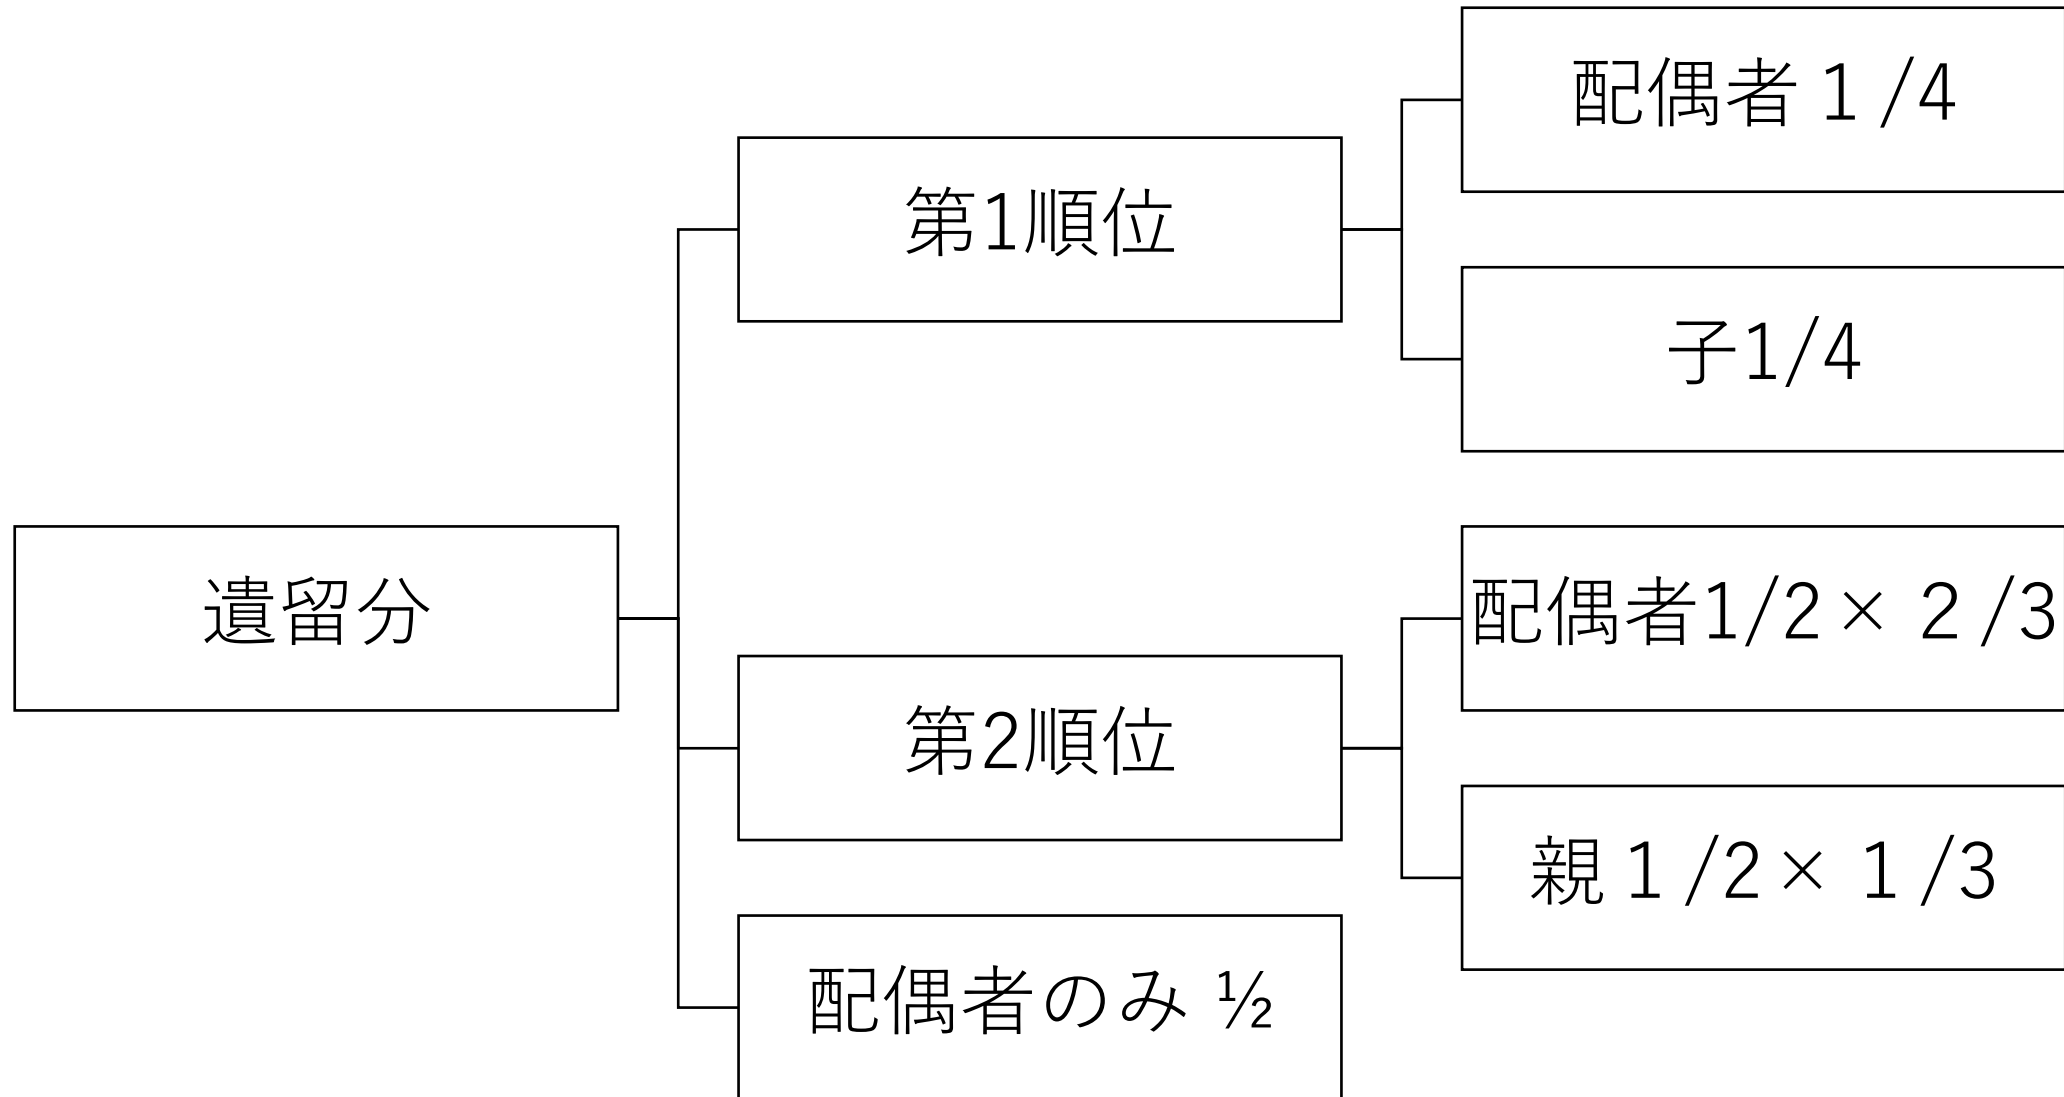 遺留分
第1順位
配偶者 1 /4
子1/4
第2順位
配偶者1/2× 2 /3
親 1 /2× 1 /3
配偶者のみ ½